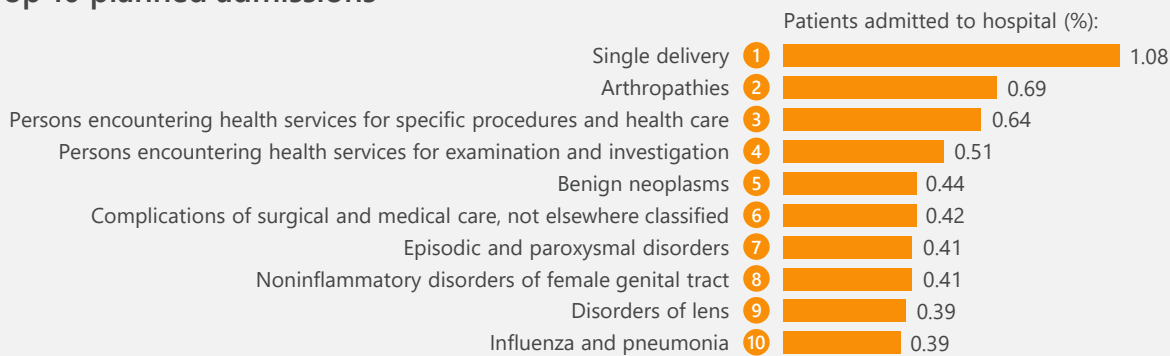 planned admissions
Patients admitted to hospital (%):
Single delivery 1 1.08
Arthropathies 2 0.69
Persons encountering health services for specific procedures and health care 3 0.64
Persons encountering health services for examination and investigation 4 0.51
Benign neoplasms 5 0.44
Complications of surgical and medical care, not elsewhere classified 6 0.42
Episodic and paroxysmal disorders 7 0.41
Noninflammatory disorders of female genital tract 8 0.41
Disorders of lens 9 0.39
Influenza and pneumonia 10 0.39